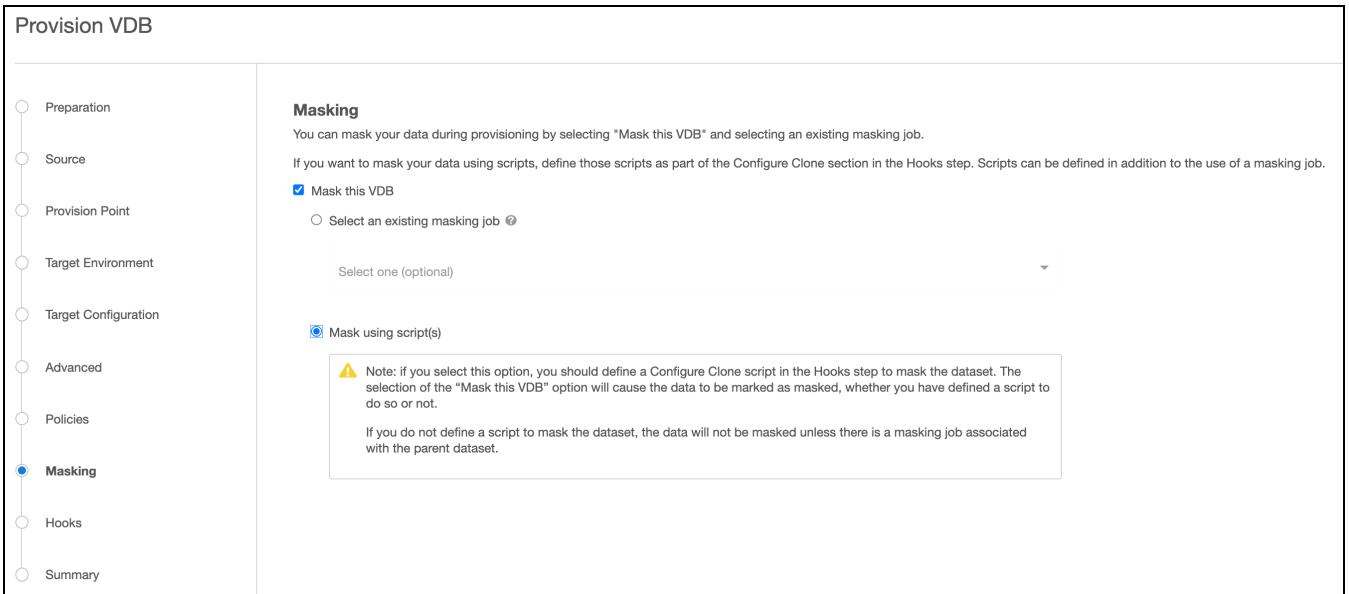 Provision VDB
Preparation
Source
Provision Point
Target Environment
Target Configuration
Advanced
Policies
Masking
Hooks
Summary
Masking
You can mask your data during provisioning by selecting "Mask this VDB" and selecting an existing masking job.
If you want to mask your data using scripts, define those scripts as part of the Configure Clone section in the Hooks step. Scripts can be defined in addition to the use of a masking job.
Mask this VDB
Select an existing masking job ?
Select one (optional)
Mask using script(s)
Note: if you select this option, you should define a Configure Clone script in the Hooks step to mask the dataset. The
selection of the “Mask this VDB” option will cause the data to be marked as masked, whether you have defined a script to
do so or not.
If you do not define a script to mask the dataset, the data will not be masked unless there is a masking job associated
with the parent dataset.